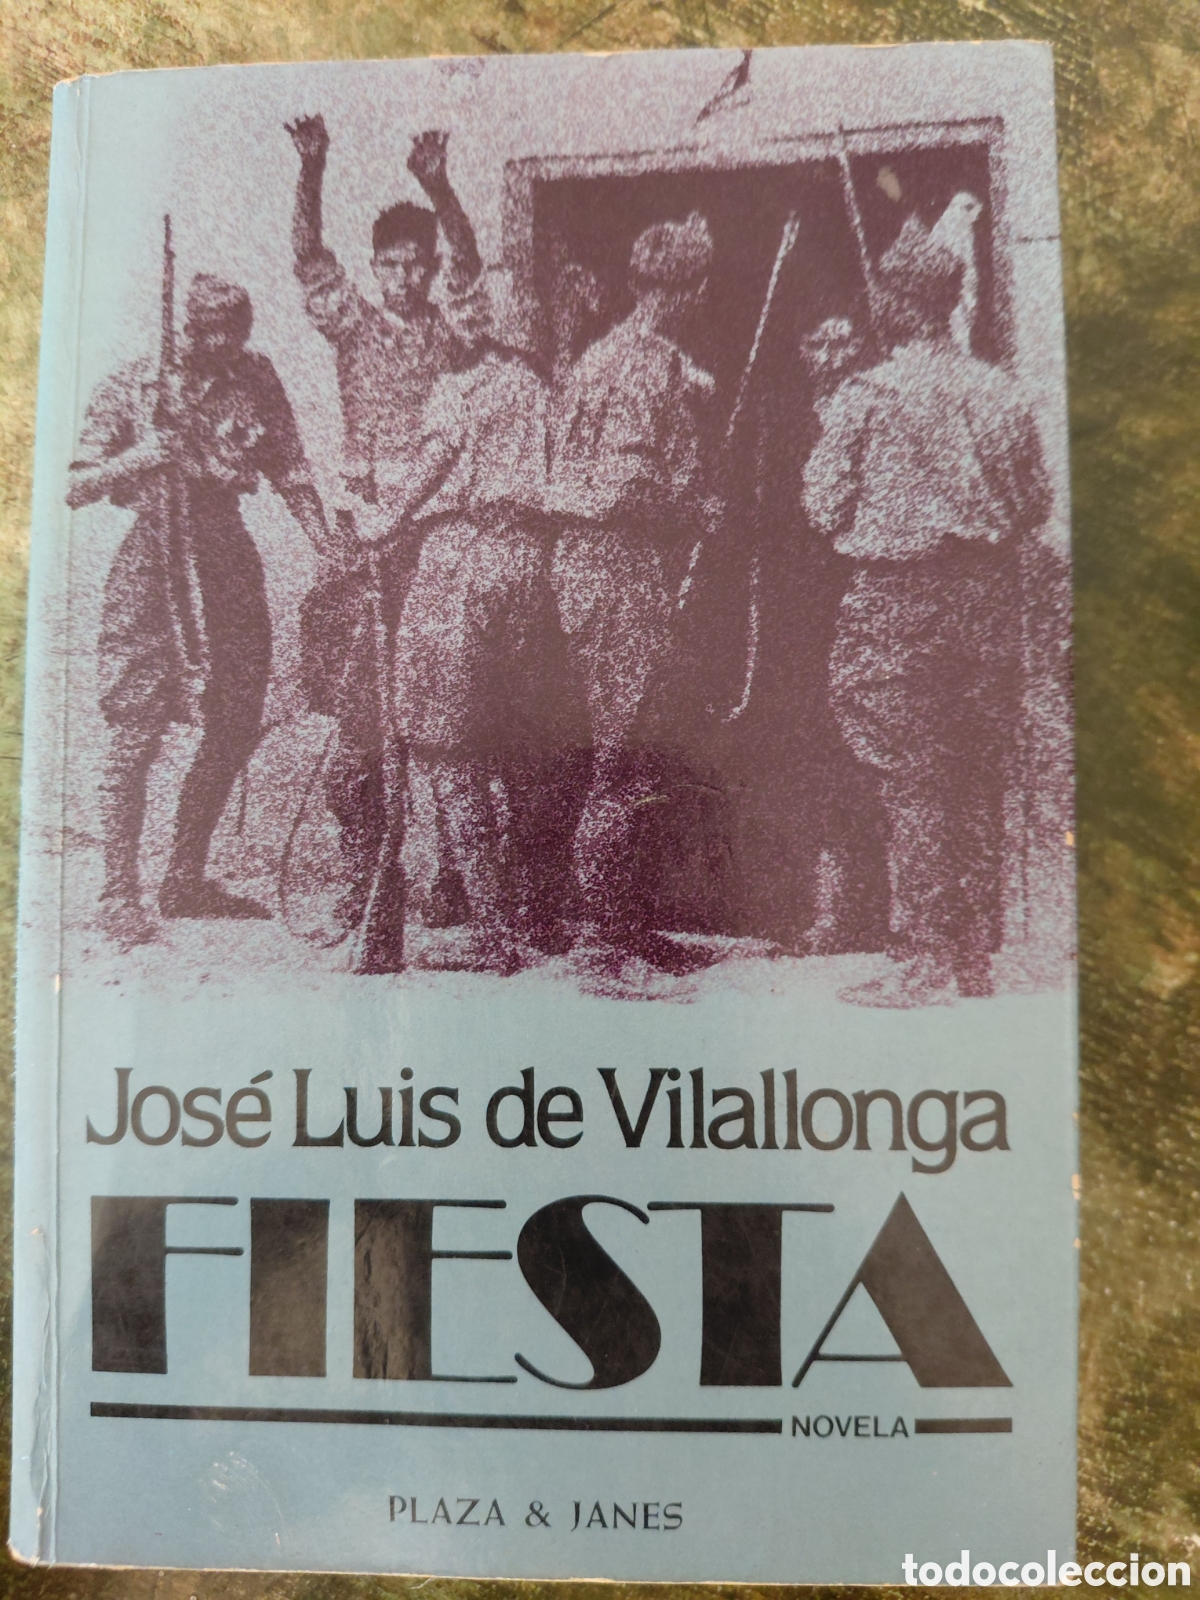 José Luis de Vilallonga
FIESTA
NOVELA
PLAZA & JANES
todocoleccion